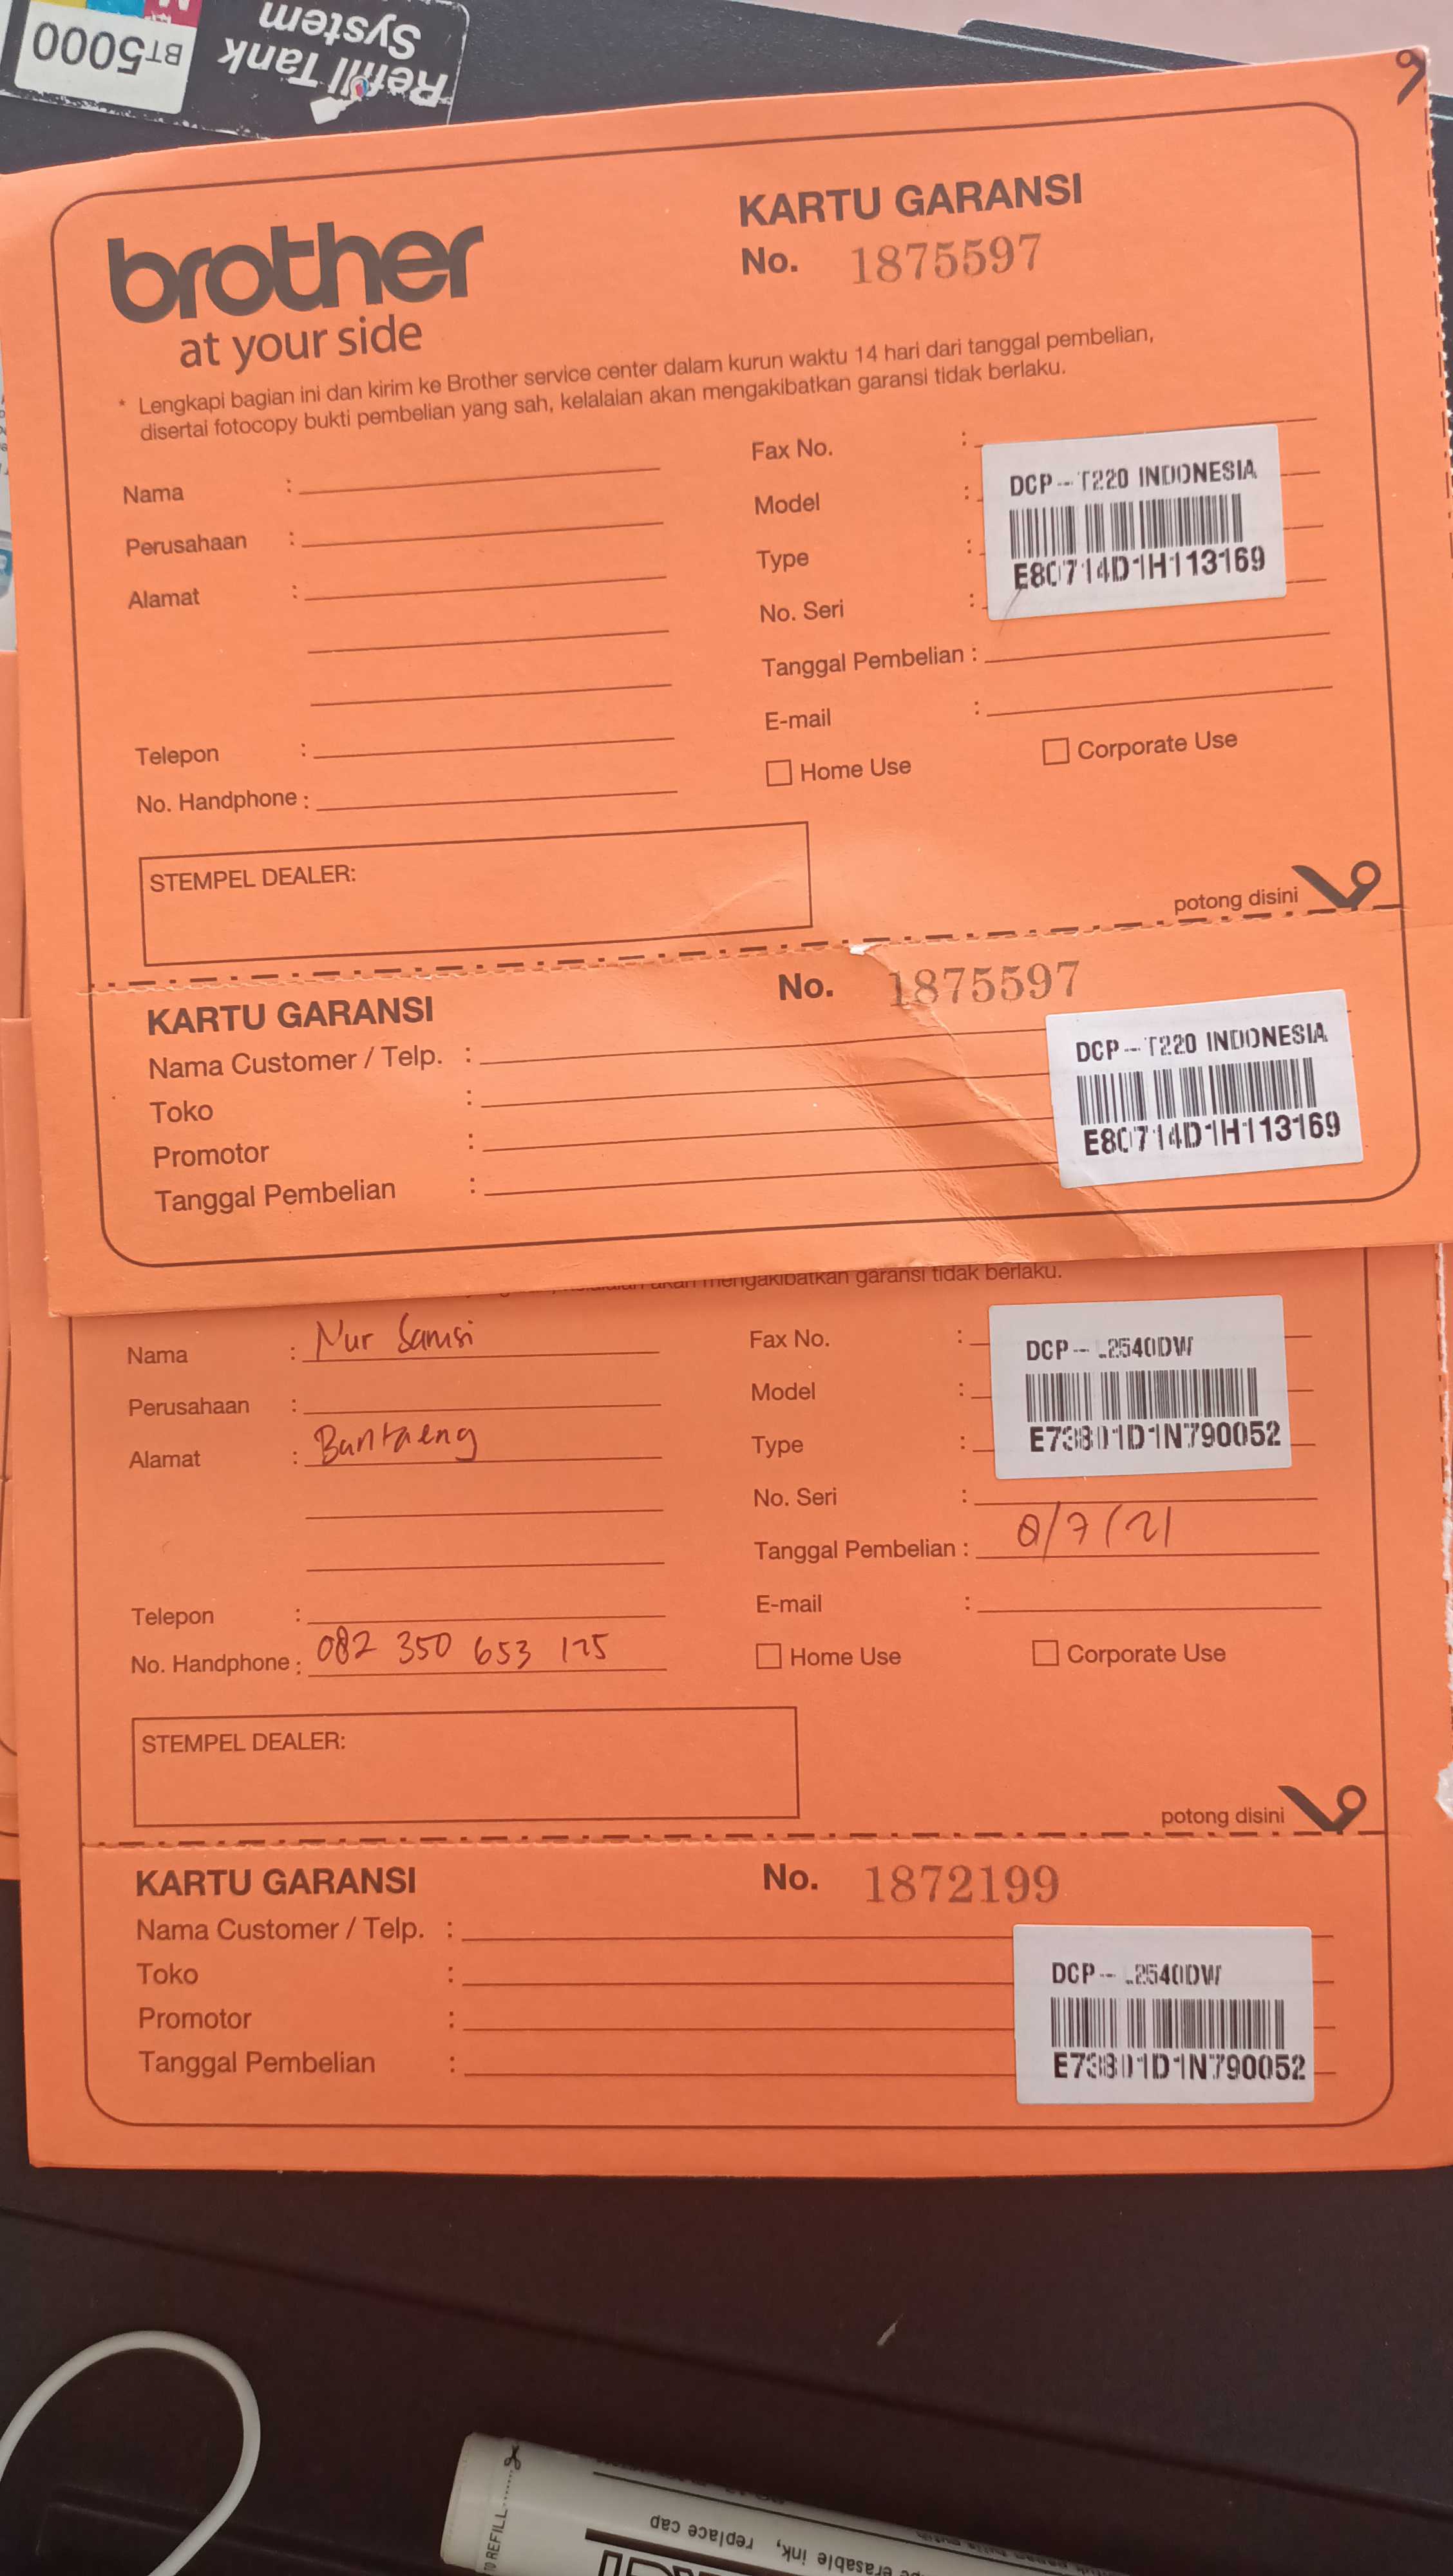 BT5000
Refill Tank
System
brother
at your side
KARTU GARANSI
No. 1875597
* Lengkapi bagian ini dan kirim ke Brother service center dalam kurun waktu 14 hari dari tanggal pembelian,
disertai fotocopy bukti pembelian yang sah, kelalaian akan mengakibatkan garansi tidak berlaku.
Nama :
Perusahaan :
Alamat :
Telepon :
No. Handphone :
Fax No. :
Model :
Type :
No. Seri :
DCP-T220 INDONESIA
E80714D1H113169
Tanggal Pembelian :
E-mail :
Home Use Corporate Use
STEMPEL DEALER:
potong disini
KARTU GARANSI
No. 1875597
Nama Customer / Telp. :
Toko :
Promotor :
Tanggal Pembelian :
DCP-T220 INDONESIA
E80714D1H113169
akan mengakibatkan garansi tidak berlaku.
Nama : Nur Samsi
Perusahaan :
Alamat : Bantaeng
Telepon :
No. Handphone : 082 350 653 125
Fax No. :
Model :
Type :
DCP-L2540DW
E73801D1N790052
No. Seri :
Tanggal Pembelian : 8/7/21
E-mail :
Home Use Corporate Use
STEMPEL DEALER:
potong disini
KARTU GARANSI
No. 1872199
Nama Customer / Telp. :
Toko :
Promotor :
Tanggal Pembelian :
DCP-L2540DW
E73801D1N790052
TO REFILL
erasable ink, replace cap